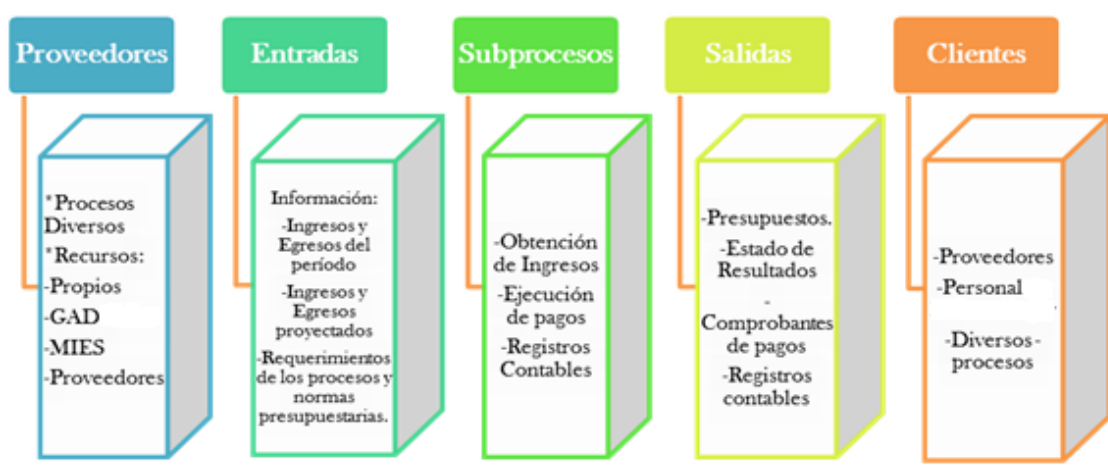 Proveedores
Entradas
Subprocesos
Salidas
Clientes
*Procesos
Diversos
*Recursos:
-Propios
-GAD
-MIES
-Proveedores
Información:
-Ingresos y
Egresos del
período
-Ingresos y
Egresos
proyectados
-Requerimientos
de los procesos y
normas
presupuestarias.
-Obtención
de Ingresos
-Ejecución
de pagos
-Registros
Contables
-Presupuestos.
-Estado de
Resultados
-
Comprobantes
de pagos
-Registros
contables
-Proveedores
-Personal
-Diversos-
procesos